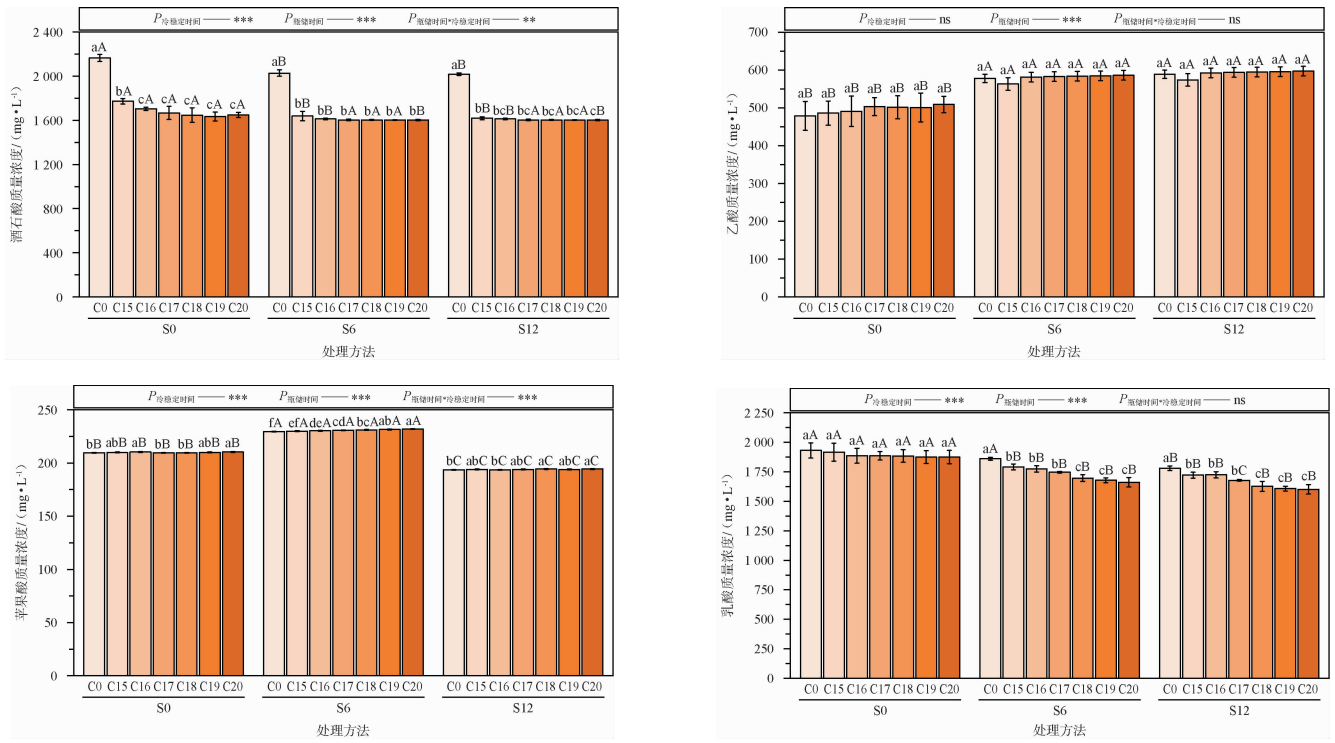 P冷稳定时间 —— *** P瓶储时间 —— *** P瓶储时间*冷稳定时间 —— **
酒石酸质量浓度/(mg·L-1)
2 400
2 000
1 600
1 200
800
400
0
aA bA cA cA cA cA cA
aB bB bB bA bA bA bB
aB bB bcB bcA bcA bcA cB
C0 C15 C16 C17 C18 C19 C20 C0 C15 C16 C17 C18 C19 C20 C0 C15 C16 C17 C18 C19 C20
S0 S6 S12
处理方法
P冷稳定时间 —— ns P瓶储时间 —— *** P瓶储时间*冷稳定时间 —— ns
乙酸质量浓度/(mg·L-1)
700
600
500
400
300
200
100
0
aB aB aB aB aB aB aB
aA aA aA aA aA aA aA
aA aA aA aA aA aA aA
C0 C15 C16 C17 C18 C19 C20 C0 C15 C16 C17 C18 C19 C20 C0 C15 C16 C17 C18 C19 C20
S0 S6 S12
处理方法
P冷稳定时间 —— *** P瓶储时间 —— *** P瓶储时间*冷稳定时间 —— ***
苹果酸质量浓度/(mg·L-1)
250
200
150
100
50
0
bB abB aB bB bB abB aB
fA efA deA cdA bcA abA aA
bC abC bC abC aC abC aC
C0 C15 C16 C17 C18 C19 C20 C0 C15 C16 C17 C18 C19 C20 C0 C15 C16 C17 C18 C19 C20
S0 S6 S12
处理方法
P冷稳定时间 —— *** P瓶储时间 —— *** P瓶储时间*冷稳定时间 —— ns
乳酸质量浓度/(mg·L-1)
2 250
2 000
1 750
1 500
1 250
1 000
750
500
250
0
aA aA aA aA aA aA aA
aA bB bB bB cB cB cB
aB bB bB bC cB cB cB
C0 C15 C16 C17 C18 C19 C20 C0 C15 C16 C17 C18 C19 C20 C0 C15 C16 C17 C18 C19 C20
S0 S6 S12
处理方法